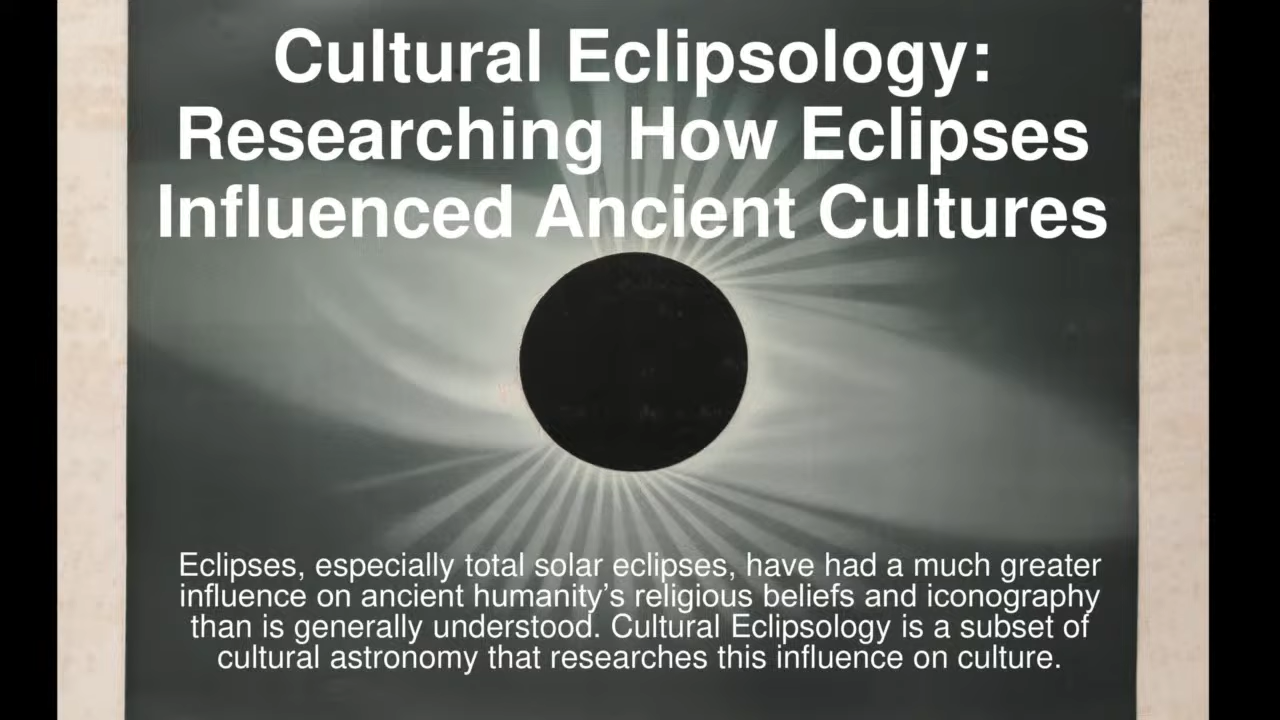 Cultural Eclipsology:
Researching How Eclipses
Influenced Ancient Cultures
Eclipses, especially total solar eclipses, have had a much greater
influence on ancient humanity’s religious beliefs and iconography
than is generally understood. Cultural Eclipsology is a subset of
cultural astronomy that researches this influence on culture.